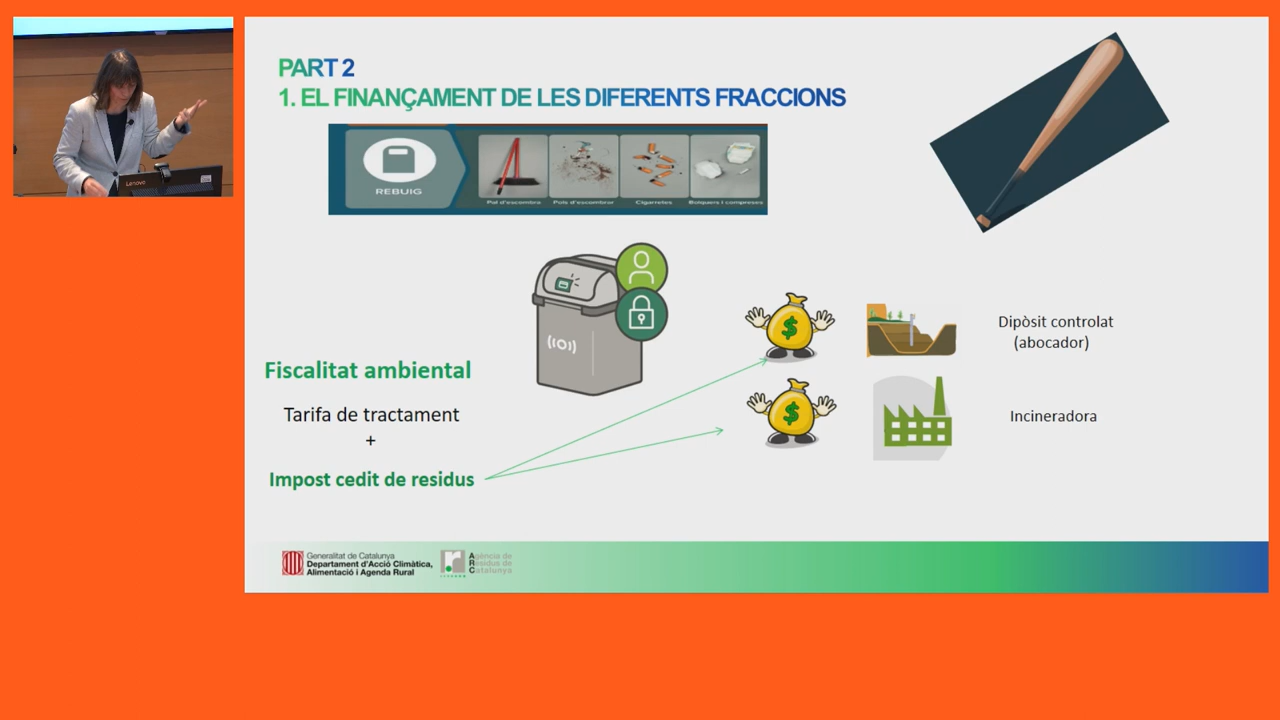 PART 2
1. EL FINANÇAMENT DE LES DIFERENTS FRACCIONS
REBUIG
Pal d'escombra
Pols d'escombrar
Cigarretes
Bolquers i compreses
Dipòsit controlat
(abocador)
Fiscalitat ambiental
Tarifa de tractament
+
Incineradora
Impost cedit de residus
Generalitat de Catalunya
Departament d'Acció Climàtica,
Alimentació i Agenda Rural
Agència de
Residus de
Catalunya
Lenovo